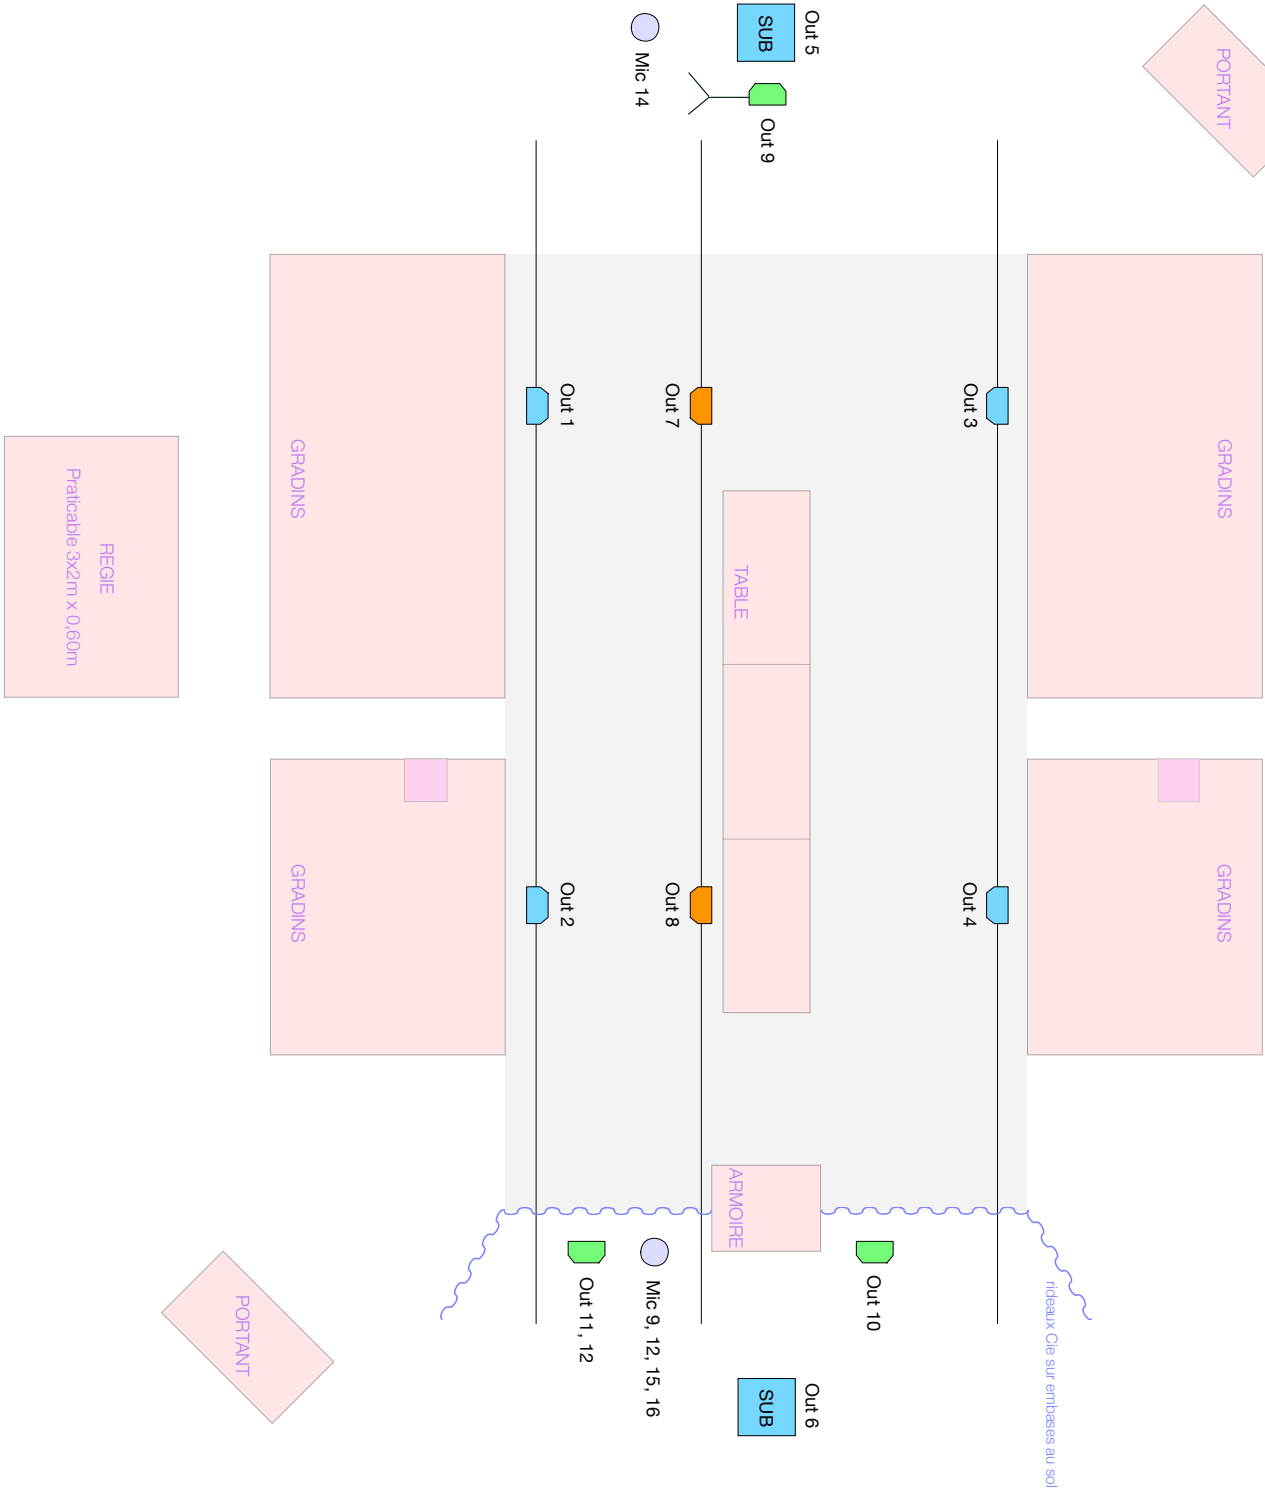 PORTANT
GRADINS
GRADINS
rideaux Cie sur embases au sol
Out 3
Out 4
Out 10
Out 5
Out 6
SUB
Out 9
SUB
TABLE
ARMOIRE
Out 7
Out 8
Mic 14
Mic 9, 12, 15, 16
Out 11, 12
Out 1
Out 2
GRADINS
GRADINS
PORTANT
REGIE
Praticable 3x2m x 0,60m